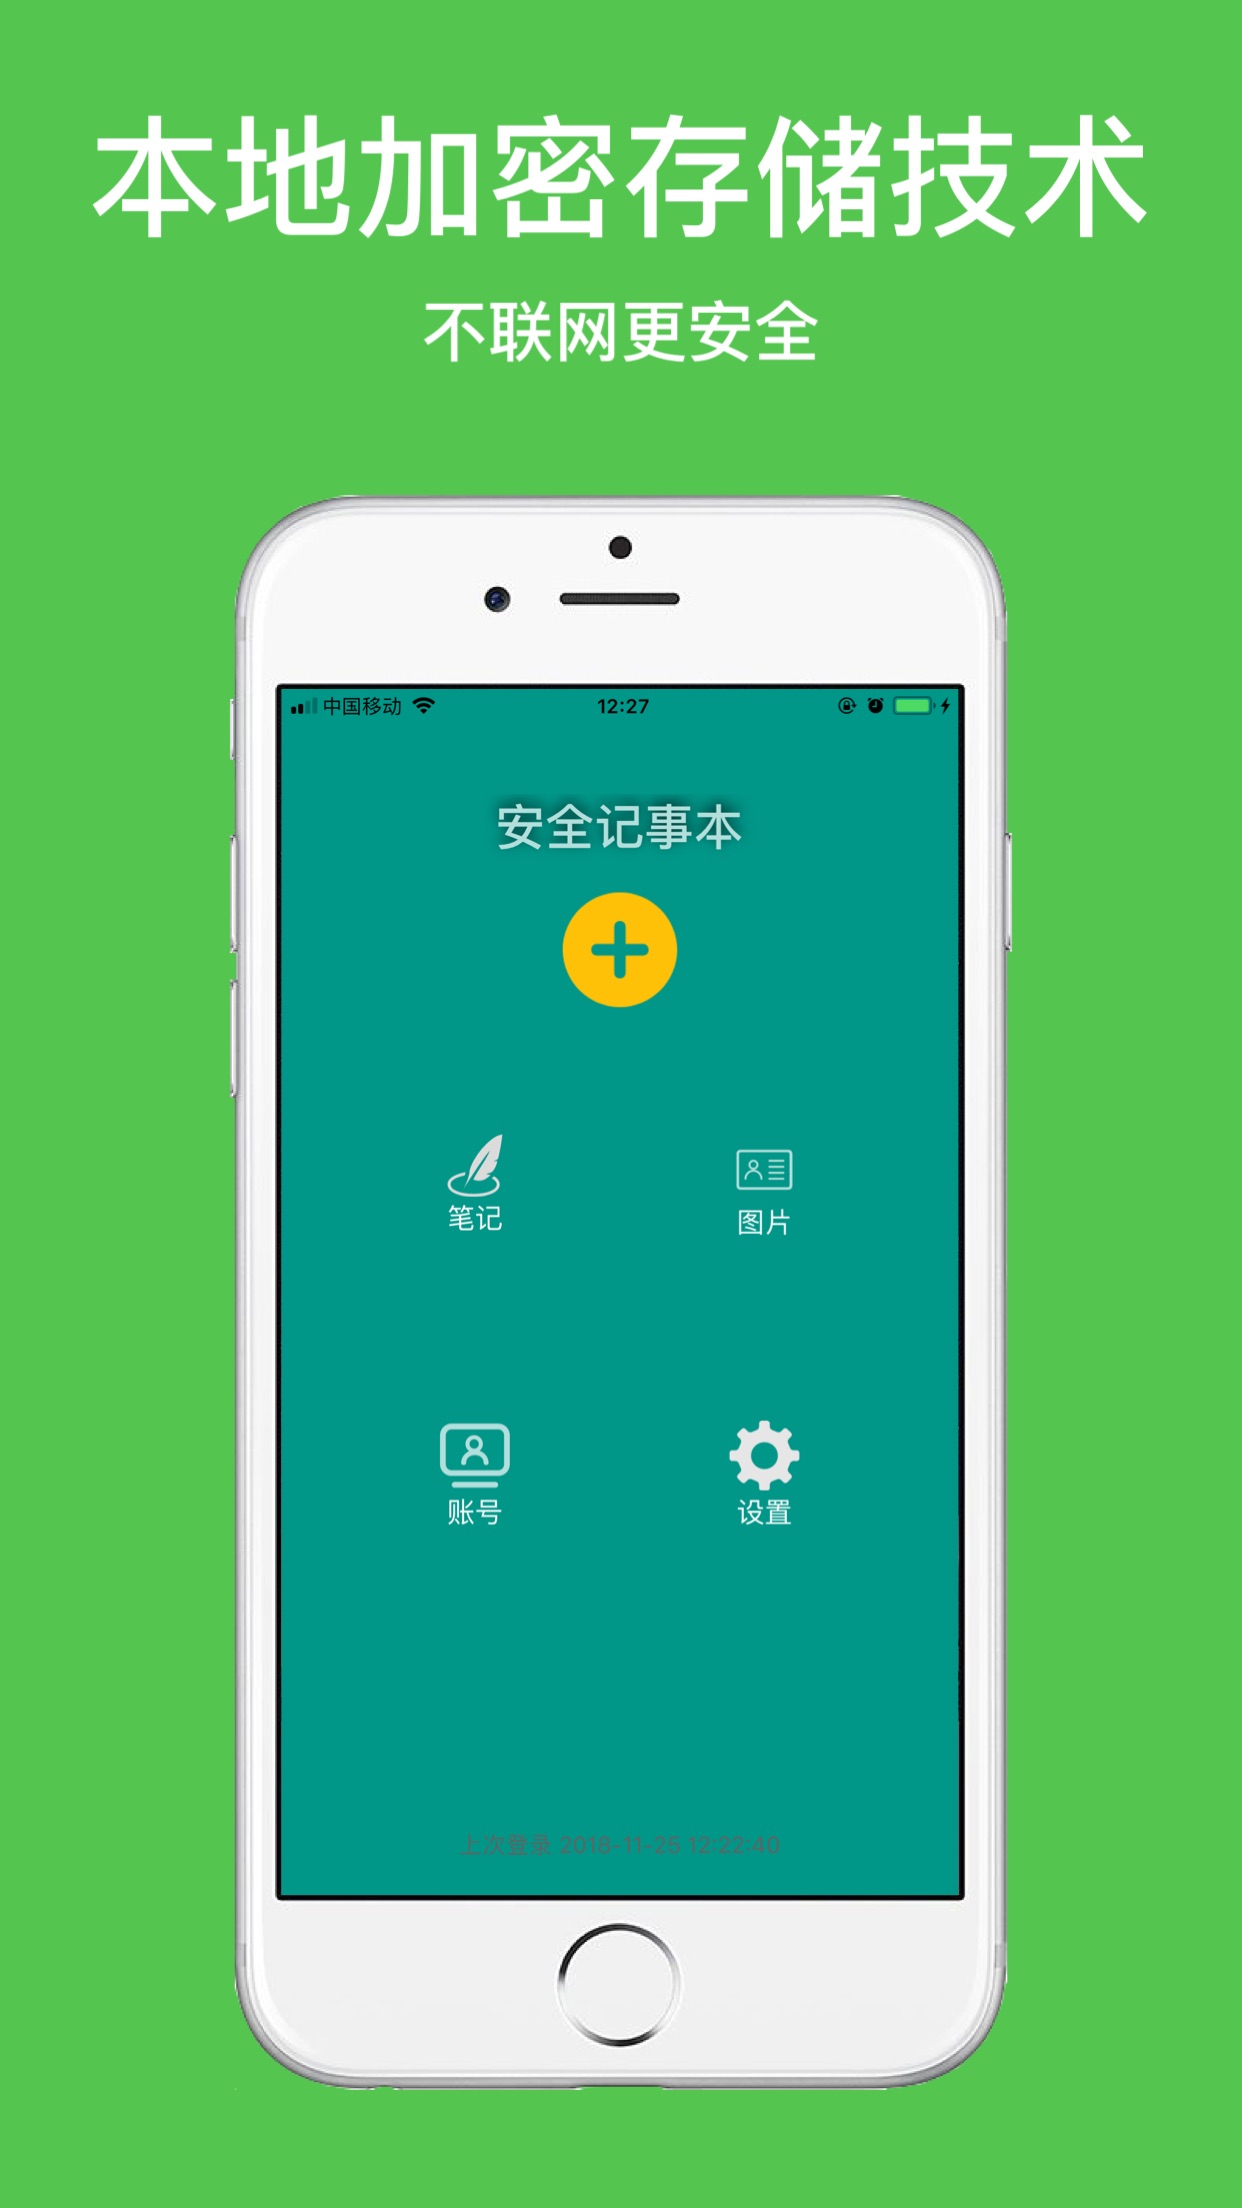 本地加密存储技术
不联网更安全
中国移动 12:27
安全记事本
笔记 图片
账号 设置
上次登录 2018-11-25 12:22:40